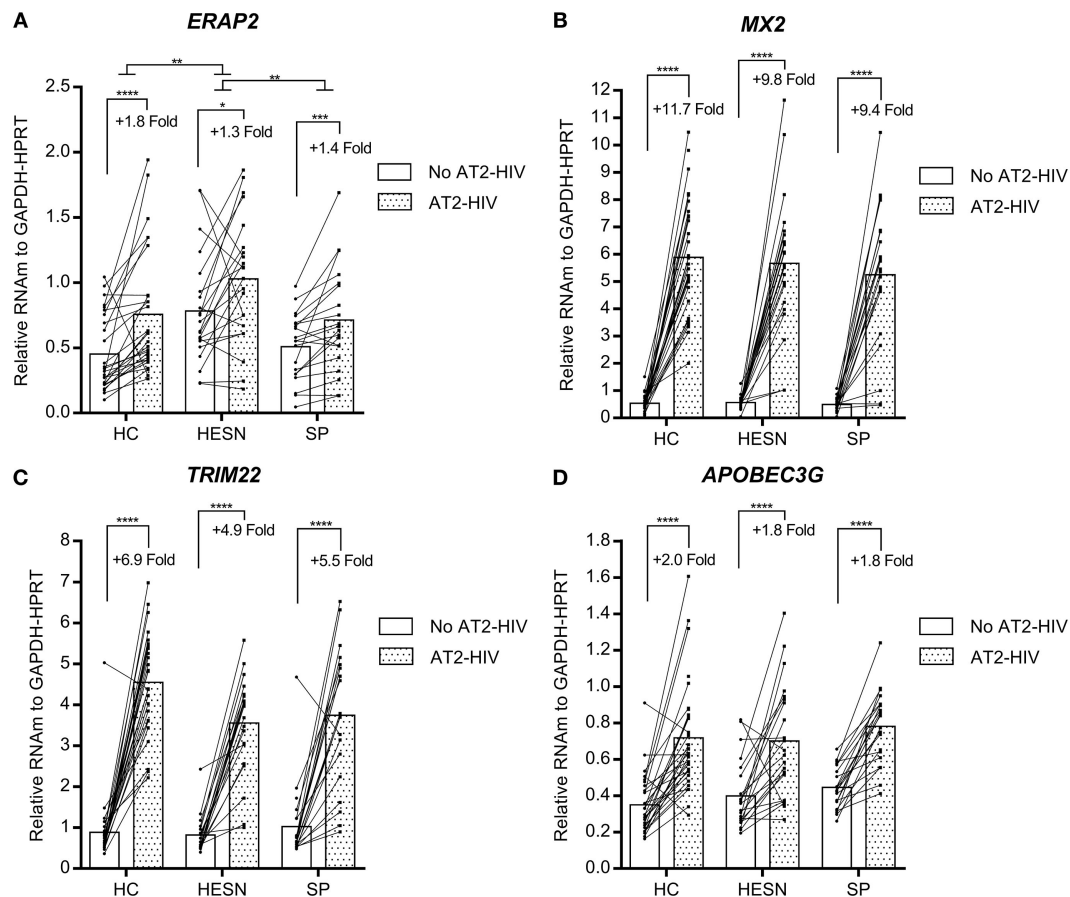 A
ERAP2
**
**
****
+1.8 Fold
*
+1.3 Fold
***
+1.4 Fold
Relative RNAm to GAPDH-HPRT
2.5
2.0
1.5
1.0
0.5
0.0
HC
HESN
SP
No AT2-HIV
AT2-HIV
B
MX2
****
+11.7 Fold
****
+9.8 Fold
****
+9.4 Fold
Relative RNAm to GAPDH-HPRT
12
11
10
9
8
7
6
5
4
3
2
1
0
HC
HESN
SP
No AT2-HIV
AT2-HIV
C
TRIM22
****
+6.9 Fold
****
+4.9 Fold
****
+5.5 Fold
Relative RNAm to GAPDH-HPRT
8
7
6
5
4
3
2
1
0
HC
HESN
SP
No AT2-HIV
AT2-HIV
D
APOBEC3G
****
+2.0 Fold
****
+1.8 Fold
****
+1.8 Fold
Relative RNAm to GAPDH-HPRT
1.8
1.6
1.4
1.2
1.0
0.8
0.6
0.4
0.2
0.0
HC
HESN
SP
No AT2-HIV
AT2-HIV